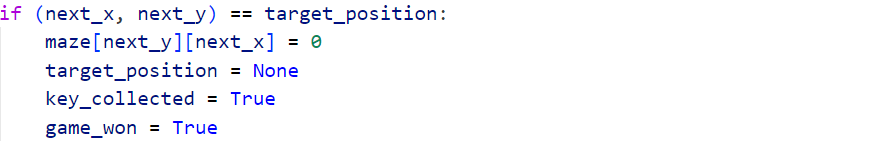 if (next_x, next_y) == target_position:
    maze[next_y][next_x] = 0
    target_position = None
    key_collected = True
    game_won = True